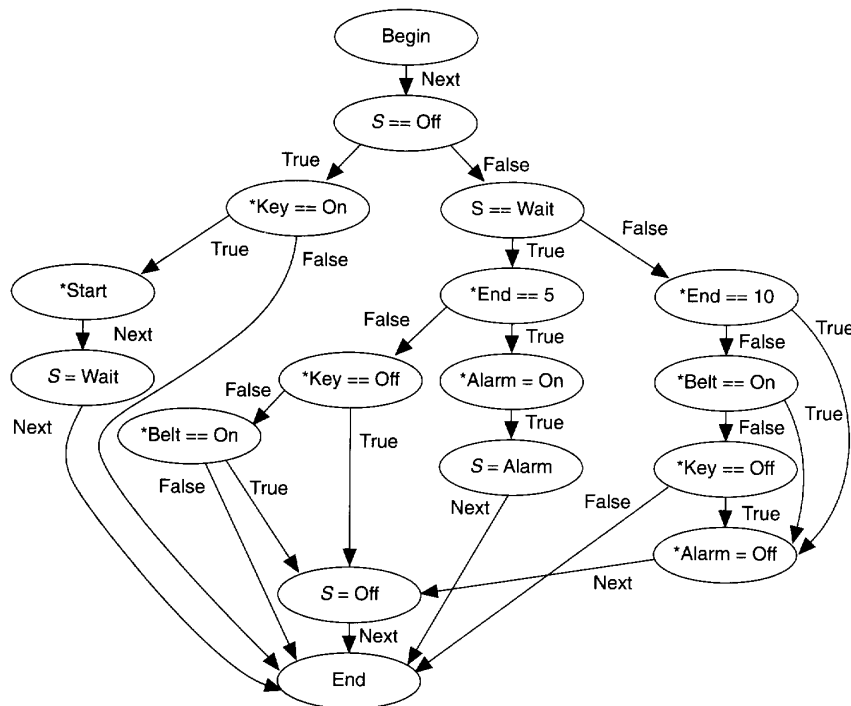 Begin
Next
S == Off
True
False
*Key == On
S == Wait
True
False
True
False
*Start
*End == 5
*End == 10
Next
False
True
False
True
S = Wait
*Key == Off
*Alarm = On
*Belt == On
Next
False
True
False
True
*Belt == On
True
S = Alarm
*Key == Off
False
True
Next
False
True
S = Off
Next
*Alarm = Off
Next
End